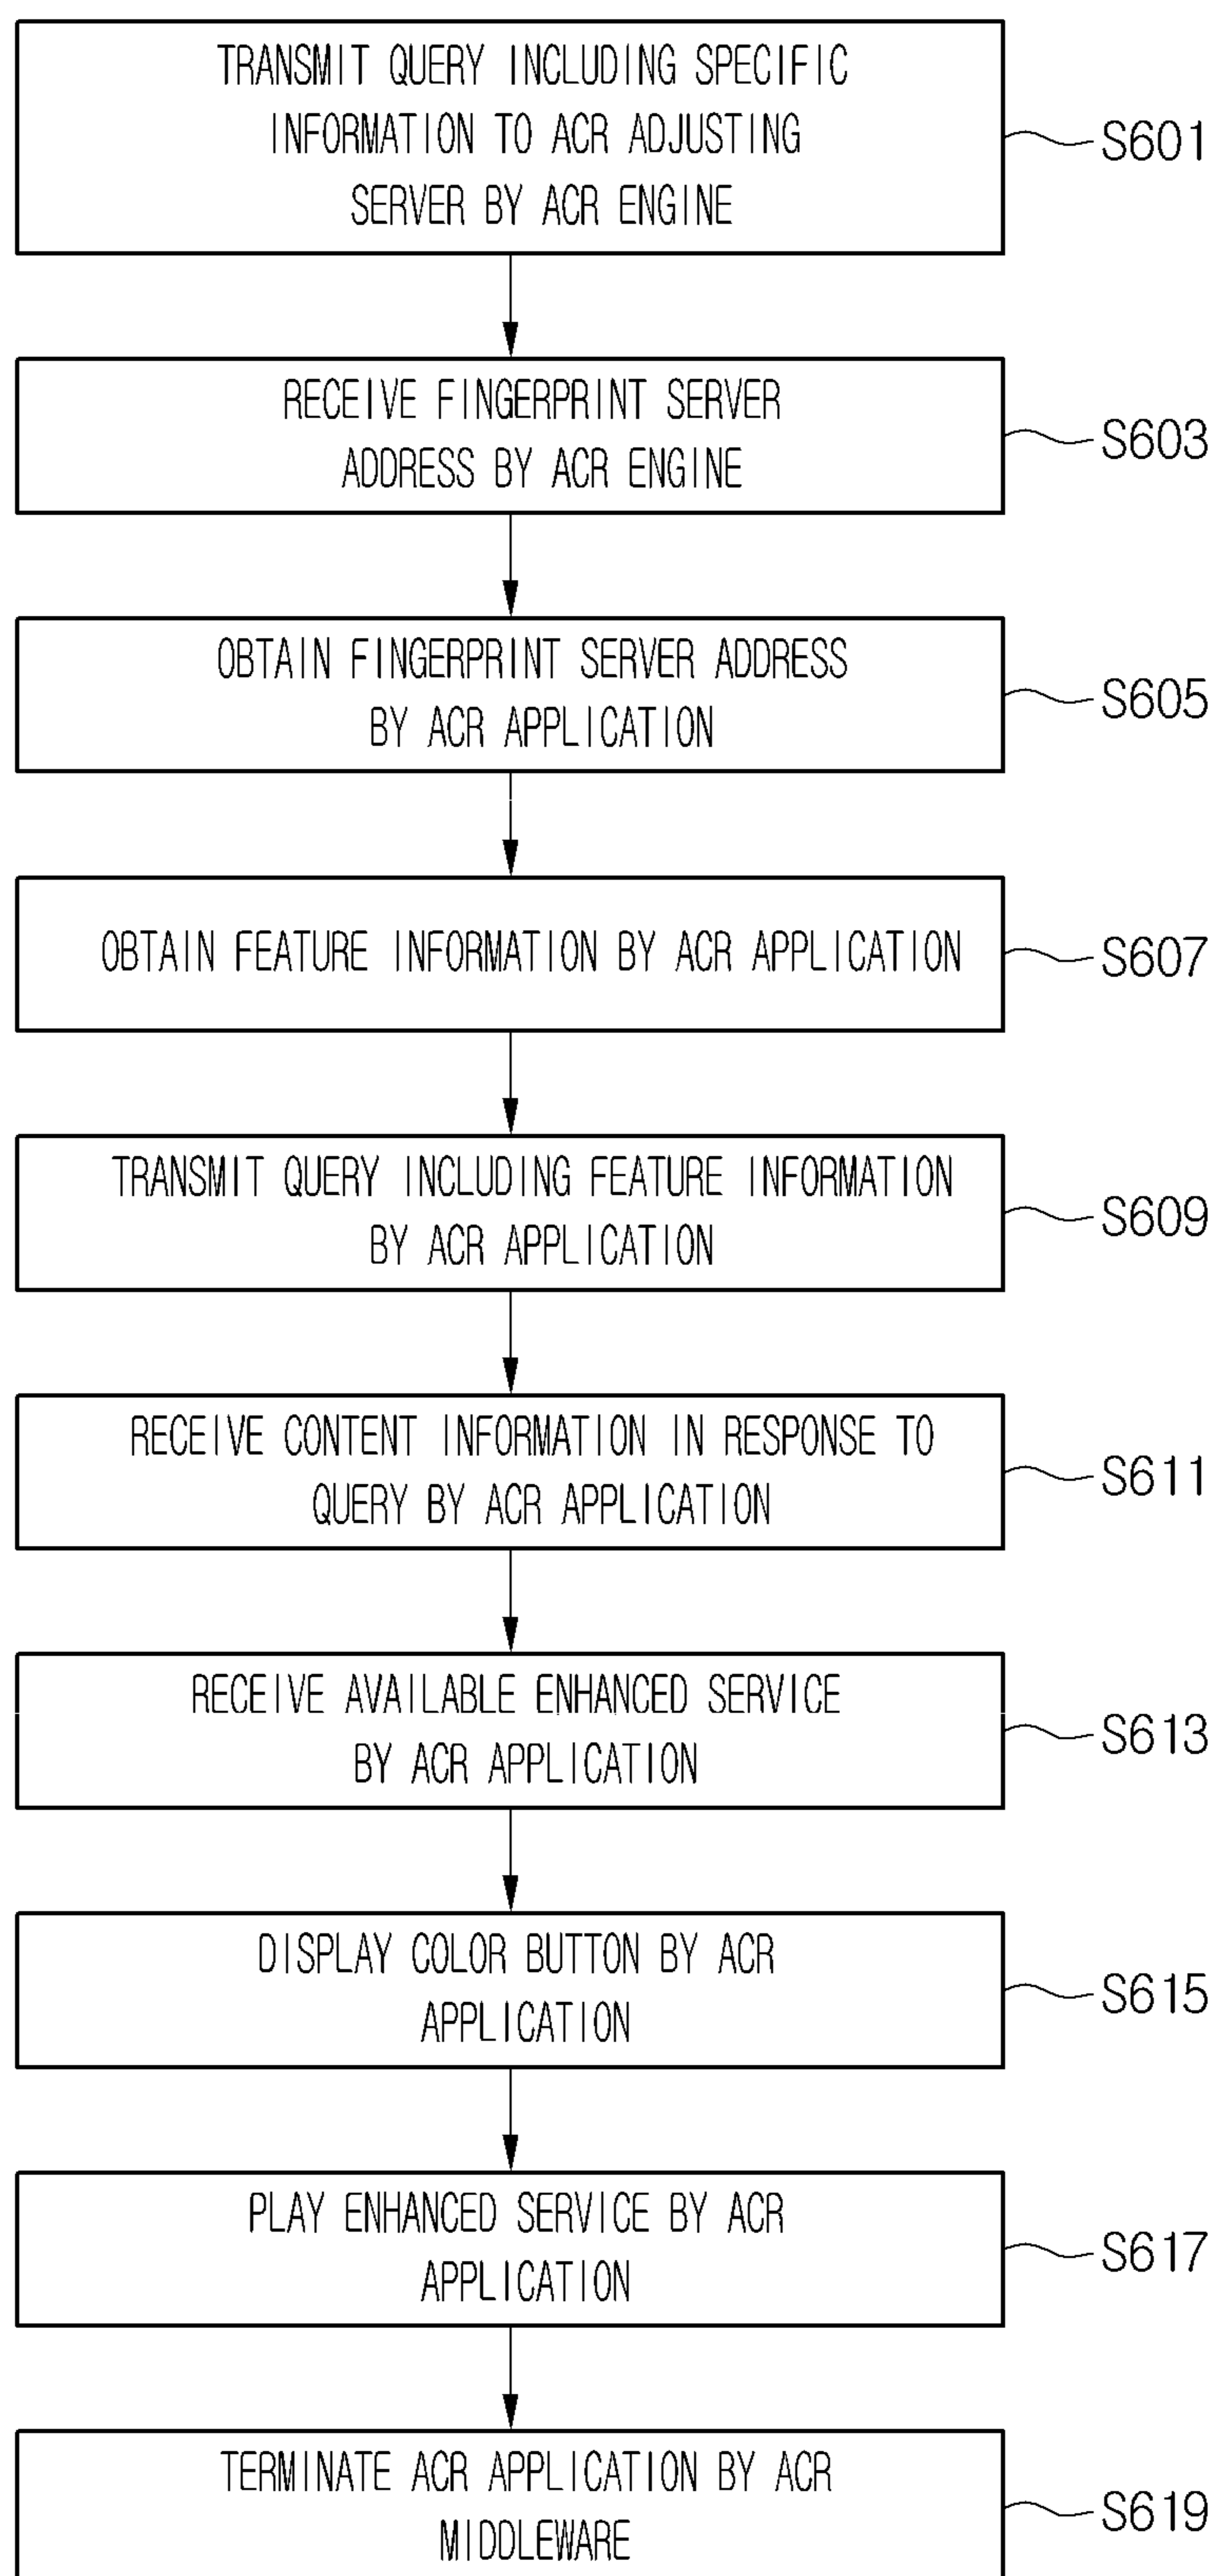 TRANSMIT QUERY INCLUDING SPECIFIC
INFORMATION TO ACR ADJUSTING
SERVER BY ACR ENGINE
S601
RECEIVE FINGERPRINT SERVER
ADDRESS BY ACR ENGINE
S603
OBTAIN FINGERPRINT SERVER ADDRESS
BY ACR APPLICATION
S605
OBTAIN FEATURE INFORMATION BY ACR APPLICATION
S607
TRANSMIT QUERY INCLUDING FEATURE INFORMATION
BY ACR APPLICATION
S609
RECEIVE CONTENT INFORMATION IN RESPONSE TO
QUERY BY ACR APPLICATION
S611
RECEIVE AVAILABLE ENHANCED SERVICE
BY ACR APPLICATION
S613
DISPLAY COLOR BUTTON BY ACR
APPLICATION
S615
PLAY ENHANCED SERVICE BY ACR
APPLICATION
S617
TERMINATE ACR APPLICATION BY ACR
MIDDLEWARE
S619